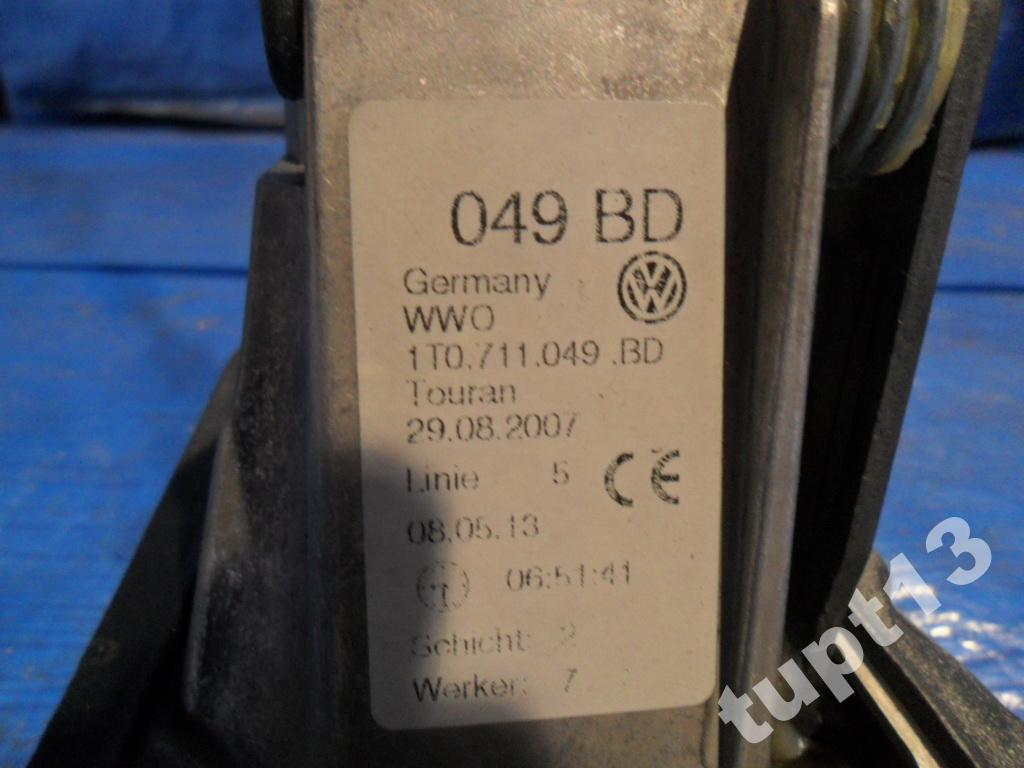 049 BD
Germany
WWO
1T0.711.049 .BD
Touran
29.08.2007
Linie 5
CE
08.05.13
06:51:41
Schicht: 2
Werker: 7
tupt13